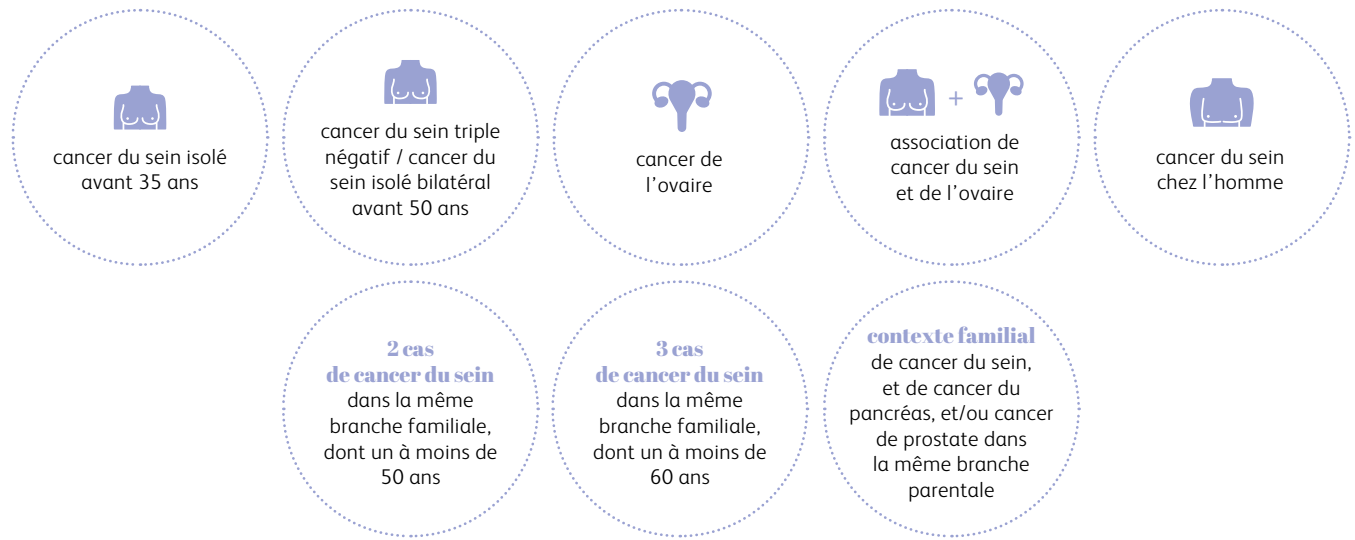 cancer du sein isolé
avant 35 ans
cancer du sein triple
négatif / cancer du
sein isolé bilatéral
avant 50 ans
cancer de
l’ovaire
+
association de
cancer du sein
et de l’ovaire
cancer du sein
chez l’homme
2 cas
de cancer du sein
dans la même
branche familiale,
dont un à moins de
50 ans
3 cas
de cancer du sein
dans la même
branche familiale,
dont un à moins de
60 ans
contexte familial
de cancer du sein,
et de cancer du
pancréas, et/ou cancer
de prostate dans
la même branche
parentale